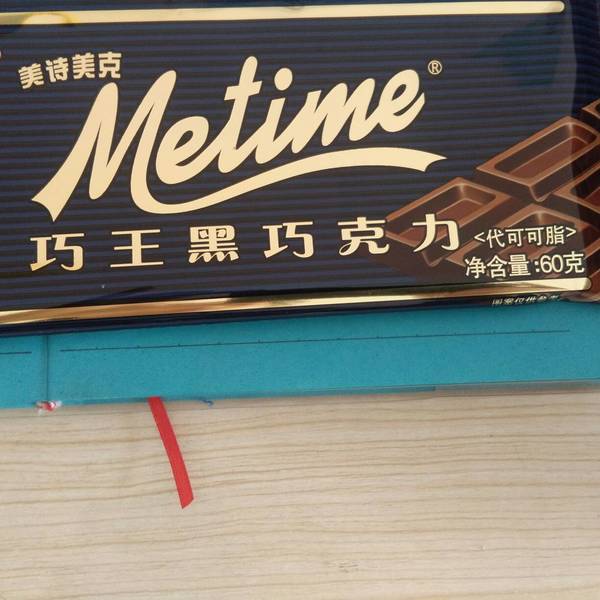 美诗美克
Metime®
巧王黑巧克力 <代可可脂>
净含量:60克